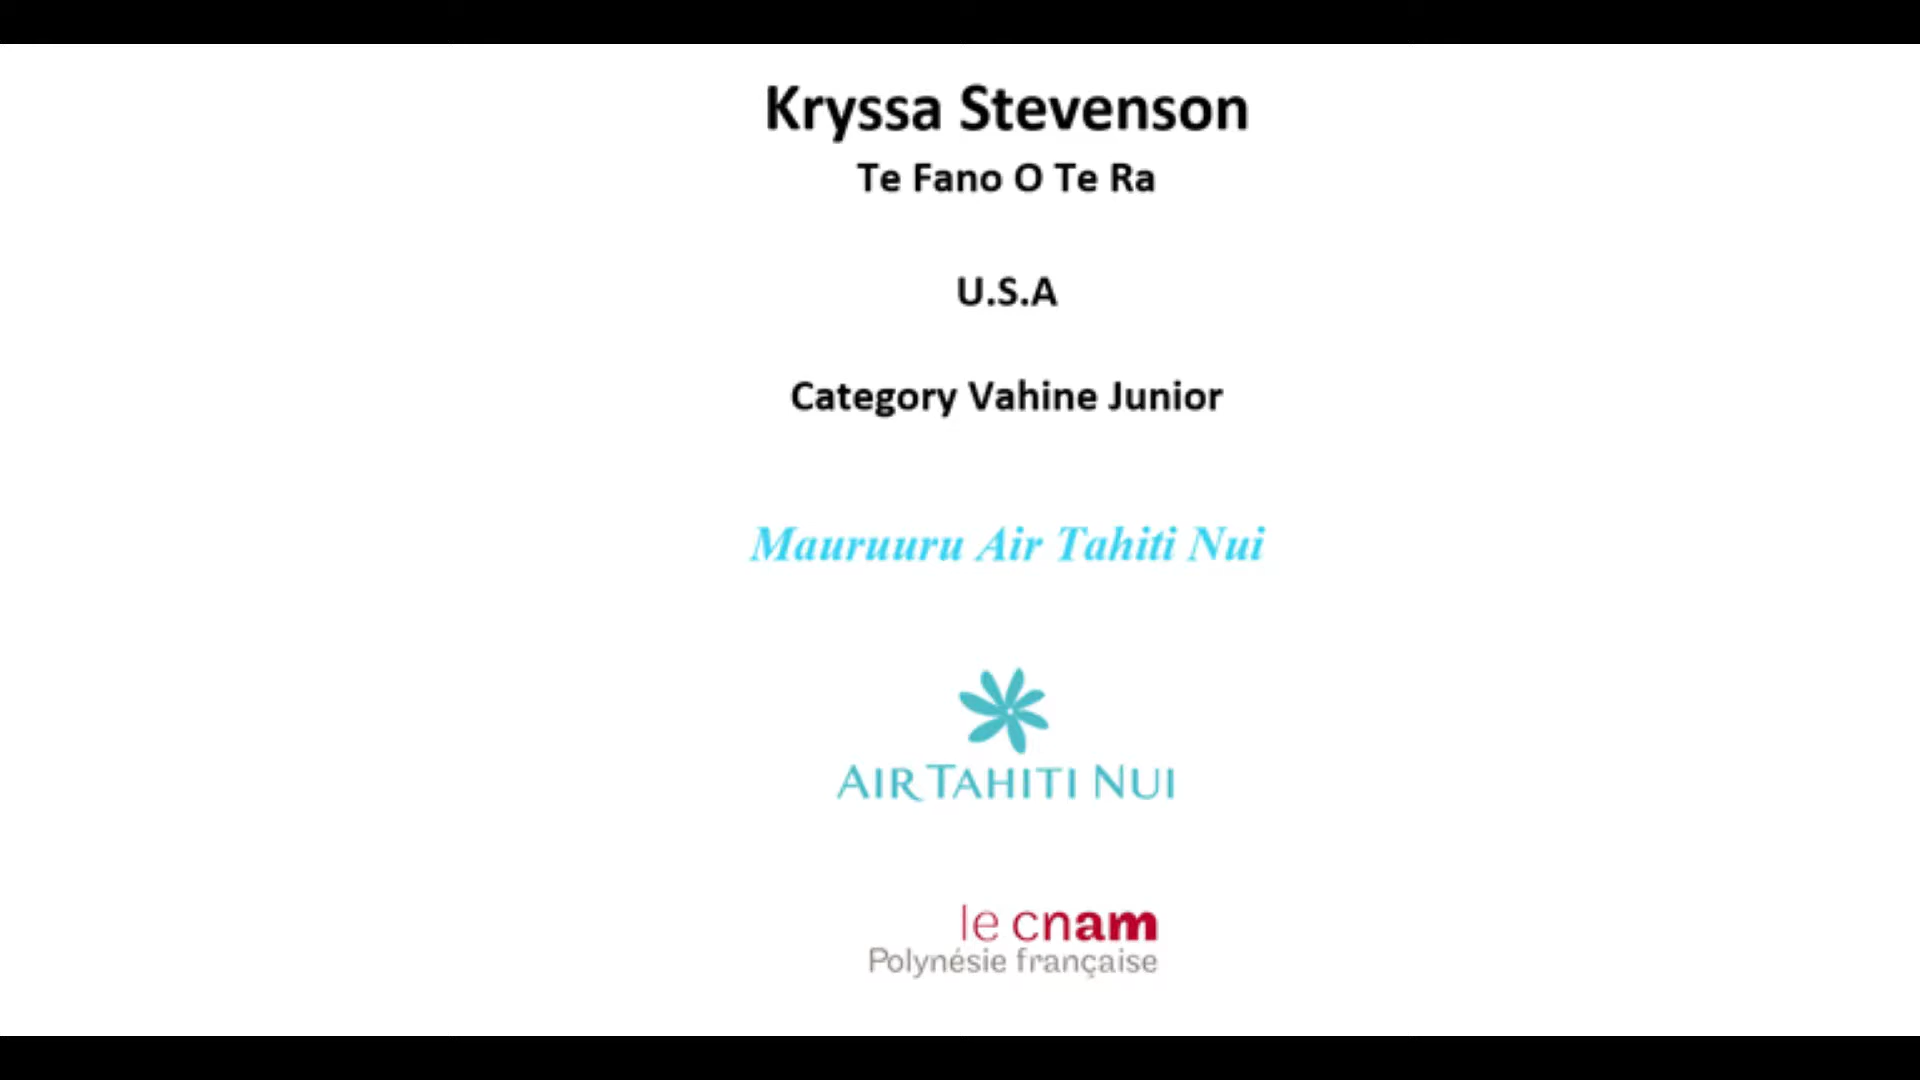 Kryssa Stevenson
Te Fano O Te Ra
U.S.A
Category Vahine Junior
Mauruuru Air Tahiti Nui
AIR TAHITI NUI
le cnam
Polynésie française